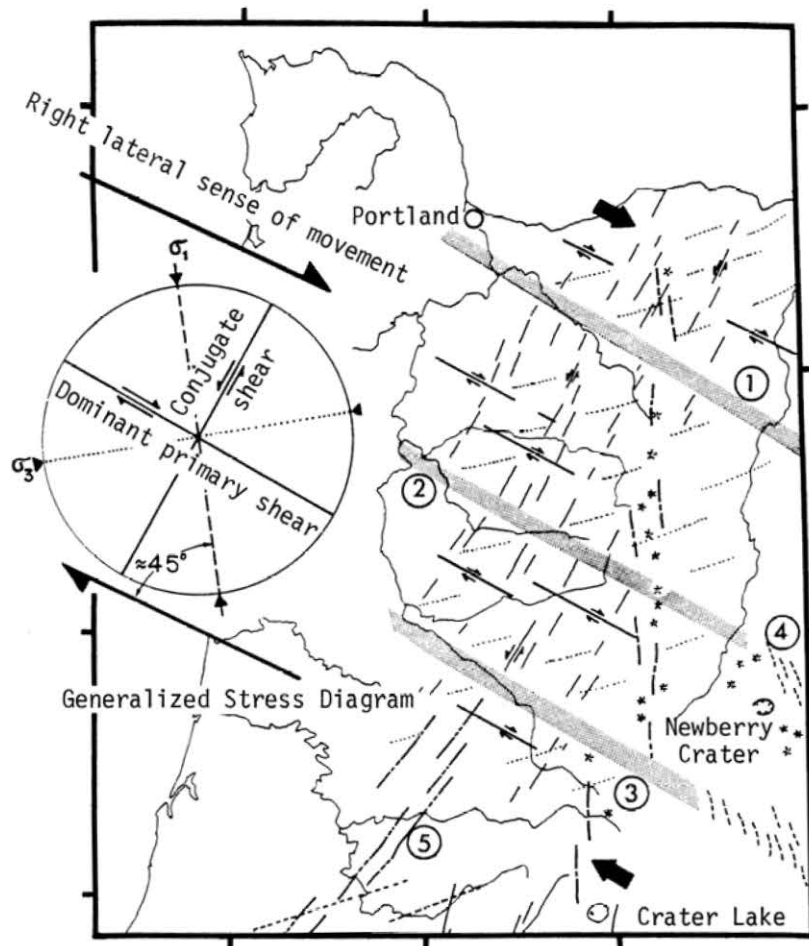 Right lateral sense of movement
Portland
σ₁
Conjugate
shear
Dominant primary shear
σ₃
≈45°
Generalized Stress Diagram
1
2
4
Newberry
Crater
3
5
Crater Lake